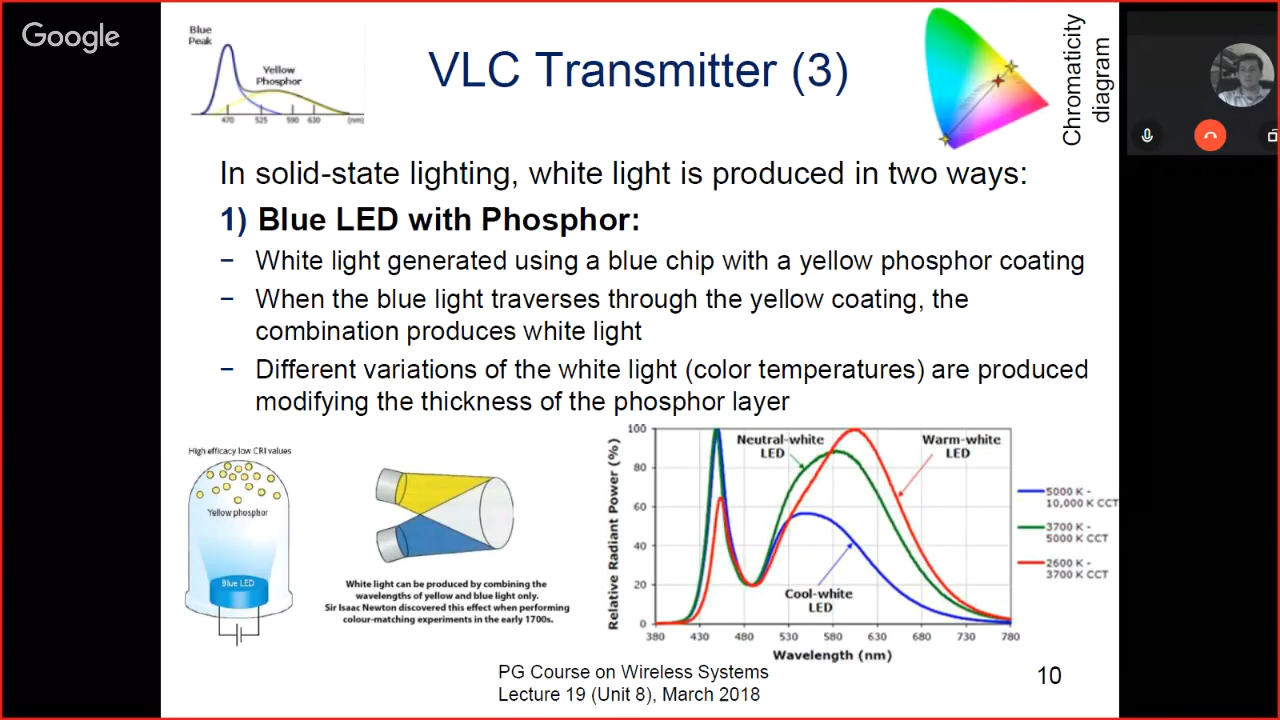 Google
Blue
Peak
Yellow
Phosphor
470 525 590 630 (nm)
VLC Transmitter (3)
Chromaticity
diagram
In solid-state lighting, white light is produced in two ways:
1) Blue LED with Phosphor:
− White light generated using a blue chip with a yellow phosphor coating
− When the blue light traverses through the yellow coating, the
combination produces white light
− Different variations of the white light (color temperatures) are produced
modifying the thickness of the phosphor layer
High efficacy low CRI values
Yellow phosphor
Blue LED
White light can be produced by combining the
wavelengths of yellow and blue light only.
Sir Isaac Newton discovered this effect when performing
colour-matching experiments in the early 1700s.
Relative Radiant Power (%)
100
80
60
40
20
0
Neutral-white
LED
Warm-white
LED
Cool-white
LED
380 430 480 530 580 630 680 730 780
Wavelength (nm)
5000 K -
10,000 K CCT
3700 K -
5000 K CCT
2600 K -
3700 K CCT
PG Course on Wireless Systems
Lecture 19 (Unit 8), March 2018
10